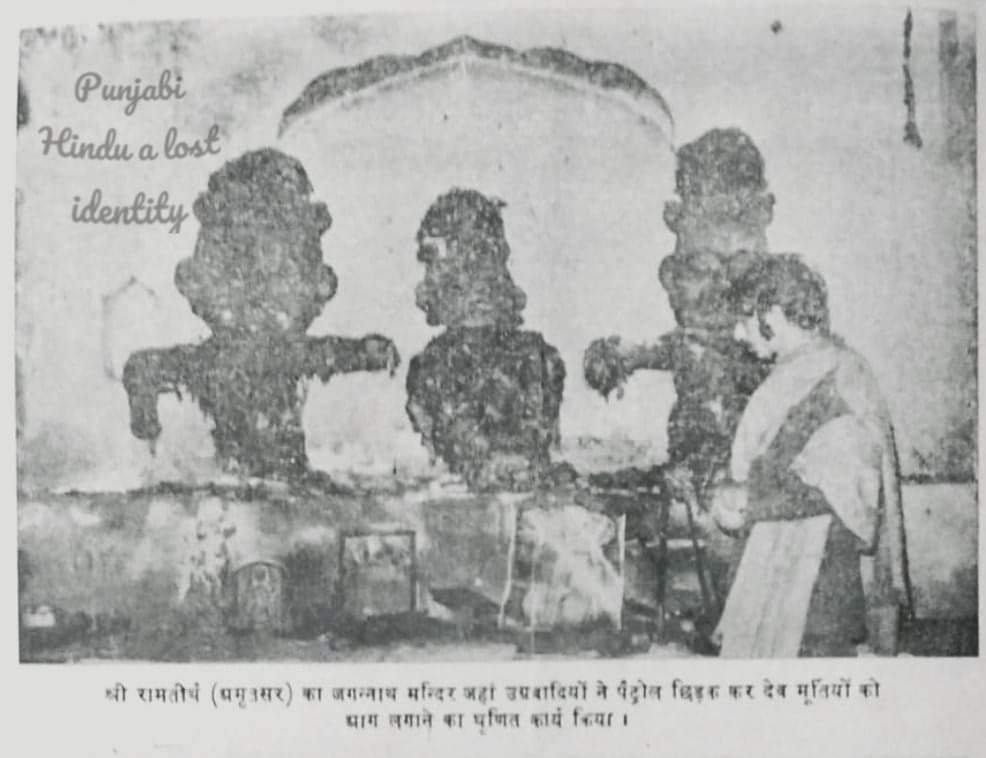 Punjabi
Hindu a lost
identity
श्री रामतीर्थ (अमृतसर) का जगन्नाथ मन्दिर जहां उग्रवादियों ने पैट्रोल छिड़क कर देव मूर्तियों को
आग लगाने का घृणित कार्य किया ।